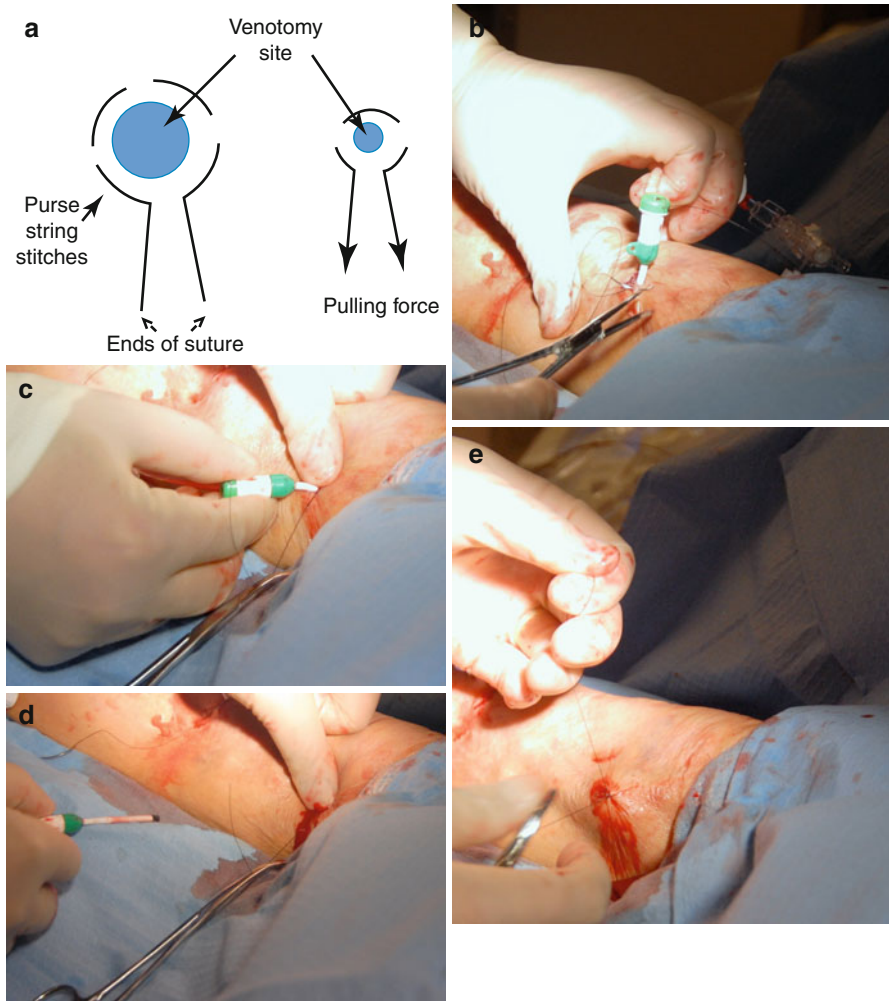 a
Venotomy
site
Purse
string
stitches
Pulling force
Ends of suture
b
c
e
d